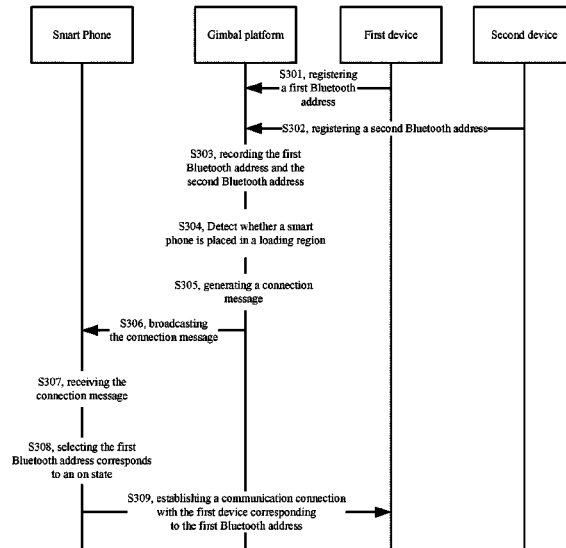 Smart Phone
Gimbal platform
First device
Second device
S301, registering
a first Bluetooth
address
S302, registering a second Bluetooth address
S303, recording the first
Bluetooth address and the
second Bluetooth address
S304, Detect whether a smart
phone is placed in a loading region
S305, generating a connection
message
S306, broadcasting
the connection message
S307, receiving the
connection message
S308, selecting the first
Bluetooth address corresponds
to an on state
S309, establishing a communication connection
with the first device corresponding
to the first Bluetooth address